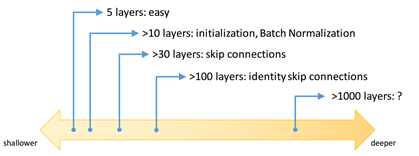 5 layers: easy
>10 layers: initialization, Batch Normalization
>30 layers: skip connections
>100 layers: identity skip connections
>1000 layers: ?
shallower
deeper